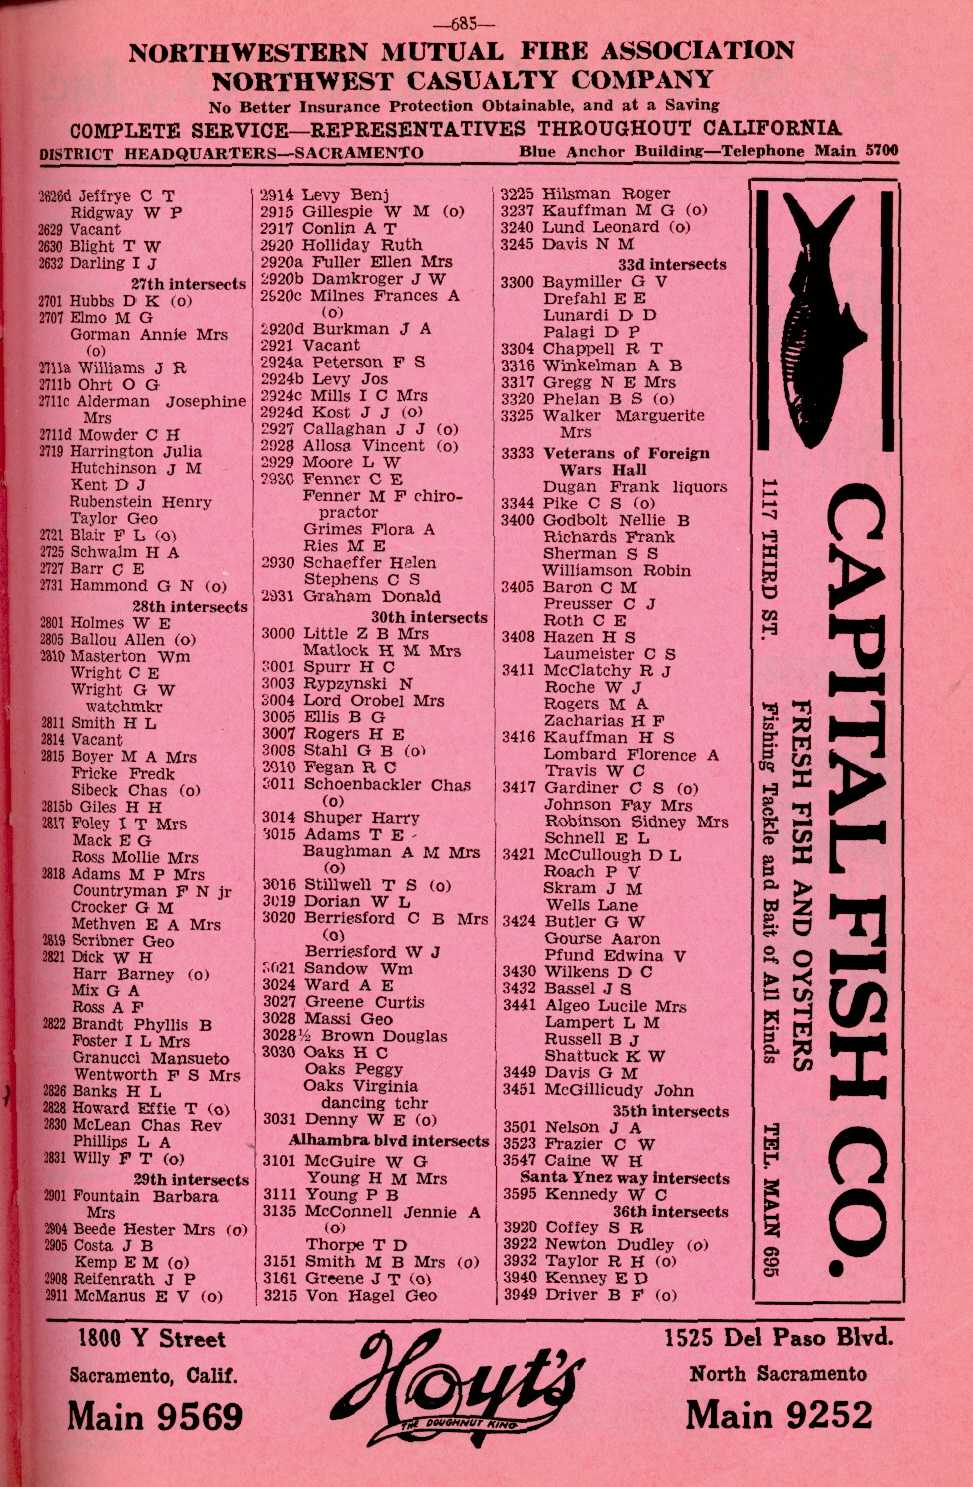 —685—
NORTHWESTERN MUTUAL FIRE ASSOCIATION
NORTHWEST CASUALTY COMPANY
No Better Insurance Protection Obtainable, and at a Saving
COMPLETE SERVICE—REPRESENTATIVES THROUGHOUT CALIFORNIA
DISTRICT HEADQUARTERS—SACRAMENTO Blue Anchor Building—Telephone Main 5700
2626d Jeffrye C T
Ridgway W P
2629 Vacant
2630 Blight T W
2632 Darling I J
27th intersects
2701 Hubbs D K (o)
2707 Elmo M G
Gorman Annie Mrs
(o)
2711a Williams J R
2711b Ohrt O G
2711c Alderman Josephine
Mrs
2711d Mowder C H
2719 Harrington Julia
Hutchinson J M
Kent D J
Rubenstein Henry
Taylor Geo
2721 Blair F L (o)
2725 Schwalm H A
2727 Barr C E
2731 Hammond G N (o)
28th intersects
2801 Holmes W E
2805 Ballou Allen (o)
2810 Masterton Wm
Wright C E
Wright G W
watchmkr
2811 Smith H L
2814 Vacant
2815 Boyer M A Mrs
Fricke Fredk
Sibeck Chas (o)
2815b Giles H H
2817 Foley I T Mrs
Mack E G
Ross Mollie Mrs
2818 Adams M P Mrs
Countryman F N jr
Crocker G M
Methven E A Mrs
2819 Scribner Geo
2821 Dick W H
Harr Barney (o)
Mix G A
Ross A F
2822 Brandt Phyllis B
Foster I L Mrs
Granucci Mansueto
Wentworth F S Mrs
2826 Banks H L
2828 Howard Effie T (o)
2830 McLean Chas Rev
Phillips L A
2831 Willy F T (o)
29th intersects
2901 Fountain Barbara
Mrs
2904 Beede Hester Mrs (o)
2905 Costa J B
Kemp E M (o)
2908 Reifenrath J P
2911 McManus E V (o)
2914 Levy Benj
2915 Gillespie W M (o)
2917 Conlin A T
2920 Holliday Ruth
2920a Fuller Ellen Mrs
2920b Damkroger J W
2920c Milnes Frances A
(o)
2920d Burkman J A
2921 Vacant
2924a Peterson F S
2924b Levy Jos
2924c Mills I C Mrs
2924d Kost J J (o)
2927 Callaghan J J (o)
2928 Allosa Vincent (o)
2929 Moore L W
2930 Fenner C E
Fenner M F chiro-
practor
Grimes Flora A
Ries M E
2930 Schaeffer Helen
Stephens C S
2931 Graham Donald
30th intersects
3000 Little Z B Mrs
Matlock H M Mrs
3001 Spurr H C
3003 Rypzynski N
3004 Lord Orobel Mrs
3005 Ellis B G
3007 Rogers H E
3008 Stahl G B (o)
3010 Fegan R C
3011 Schoenbackler Chas
(o)
3014 Shuper Harry
3015 Adams T E
Baughman A M Mrs
(o)
3016 Stillwell T S (o)
3019 Dorian W L
3020 Berriesford C B Mrs
(o)
Berriesford W J
3021 Sandow Wm
3024 Ward A E
3027 Greene Curtis
3028 Massi Geo
3028½ Brown Douglas
3030 Oaks H C
Oaks Peggy
Oaks Virginia
dancing tchr
3031 Denny W E (o)
Alhambra blvd intersects
3101 McGuire W G
Young H M Mrs
3111 Young P B
3135 McConnell Jennie A
(o)
Thorpe T D
3151 Smith M B Mrs (o)
3161 Greene J T (o)
3215 Von Hagel Geo
3225 Hilsman Roger
3237 Kauffman M G (o)
3240 Lund Leonard (o)
3245 Davis N M
33d intersects
3300 Baymiller G V
Drefahl E E
Lunardi D D
Palagi D P
3304 Chappell R T
3316 Winkelman A B
3317 Gregg N E Mrs
3320 Phelan B S (o)
3325 Walker Marguerite
Mrs
3333 Veterans of Foreign
Wars Hall
Dugan Frank liquors
3344 Pike C S (o)
3400 Godbolt Nellie B
Richards Frank
Sherman S S
Williamson Robin
3405 Baron C M
Preusser C J
Roth C E
3408 Hazen H S
Laumeister C S
3411 McClatchy R J
Roche W J
Rogers M A
Zacharias H F
3416 Kauffman H S
Lombard Florence A
Travis W C
3417 Gardiner C S (o)
Johnson Fay Mrs
Robinson Sidney Mrs
Schnell E L
3421 McCullough D L
Roach P V
Skram J M
Wells Lane
3424 Butler G W
Gourse Aaron
Pfund Edwina V
3430 Wilkens D C
3432 Bassel J S
3441 Algeo Lucile Mrs
Lampert L M
Russell B J
Shattuck K W
3449 Davis G M
3451 McGillicudy John
35th intersects
3501 Nelson J A
3523 Frazier C W
3547 Caine W H
Santa Ynez way intersects
3595 Kennedy W C
36th intersects
3920 Coffey S R
3922 Newton Dudley (o)
3932 Taylor R H (o)
3940 Kenney E D
3949 Driver B F (o)
CAPITAL FISH CO.
FRESH FISH AND OYSTERS
Fishing Tackle and Bait of All Kinds
1117 THIRD ST. TEL. MAIN 695
1800 Y Street
Sacramento, Calif.
Main 9569
Hoyt's
THE DOUGHNUT KING
1525 Del Paso Blvd.
North Sacramento
Main 9252